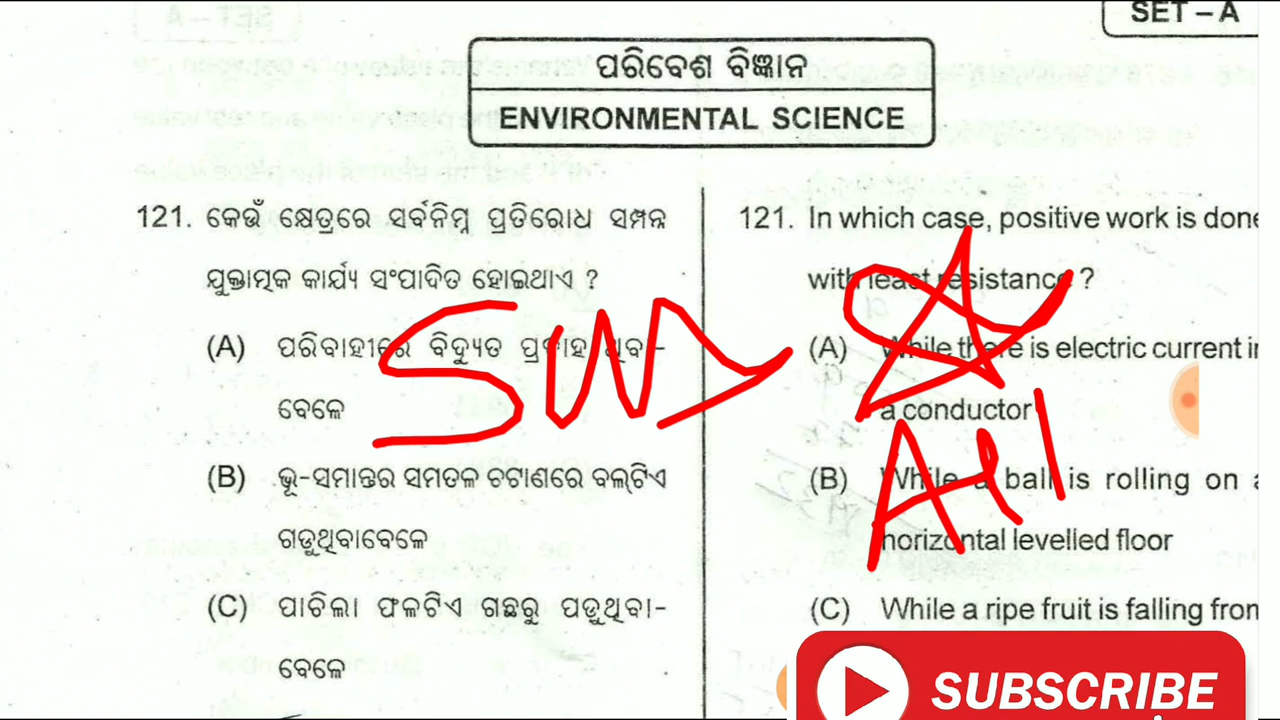 SET – A
ପରିବେଶ ବିଜ୍ଞାନ
ENVIRONMENTAL SCIENCE
121. କେଉଁ କ୍ଷେତ୍ରରେ ସର୍ବନିମ୍ନ ପ୍ରତିରୋଧ ସମ୍ପନ୍ନ
ଯୁକ୍ତାତ୍ମକ କାର୍ଯ୍ୟ ସଂପାଦିତ ହୋଇଥାଏ ?
(A) ପରିବାହୀରେ ବିଦ୍ୟୁତ ପ୍ରବାହ ଥିବା-
ବେଳେ
(B) ଭୂ-ସମାନ୍ତର ସମତଳ ଚଟାଣରେ ବଲ୍‌ଟିଏ
ଗଡୁଥିବାବେଳେ
(C) ପାଚିଲା ଫଳଟିଏ ଗଛରୁ ପଡୁଥିବା-
ବେଳେ
121. In which case, positive work is done
with least resistance ?
(A) While there is electric current in
a conductor
(B) While a ball is rolling on a
horizontal levelled floor
(C) While a ripe fruit is falling from
SUBSCRIBE